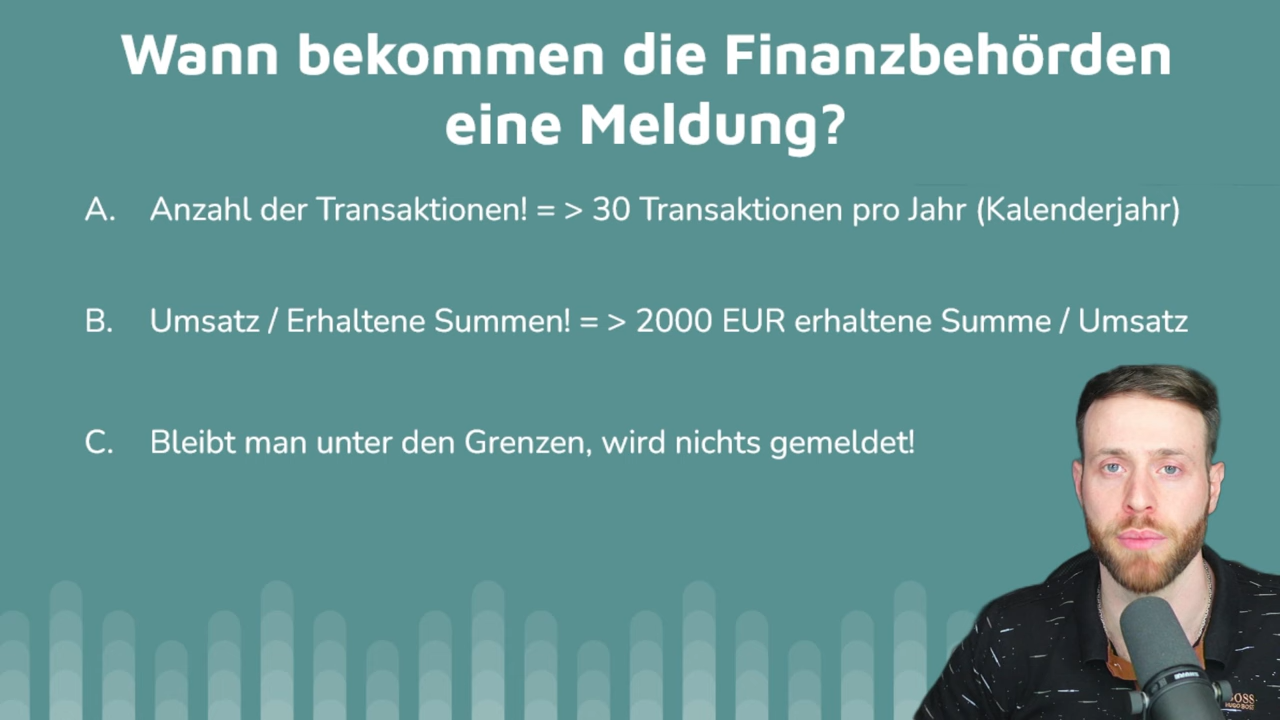 Wann bekommen die Finanzbehörden
eine Meldung?
A. Anzahl der Transaktionen! = > 30 Transaktionen pro Jahr (Kalenderjahr)
B. Umsatz / Erhaltene Summen! = > 2000 EUR erhaltene Summe / Umsatz
C. Bleibt man unter den Grenzen, wird nichts gemeldet!